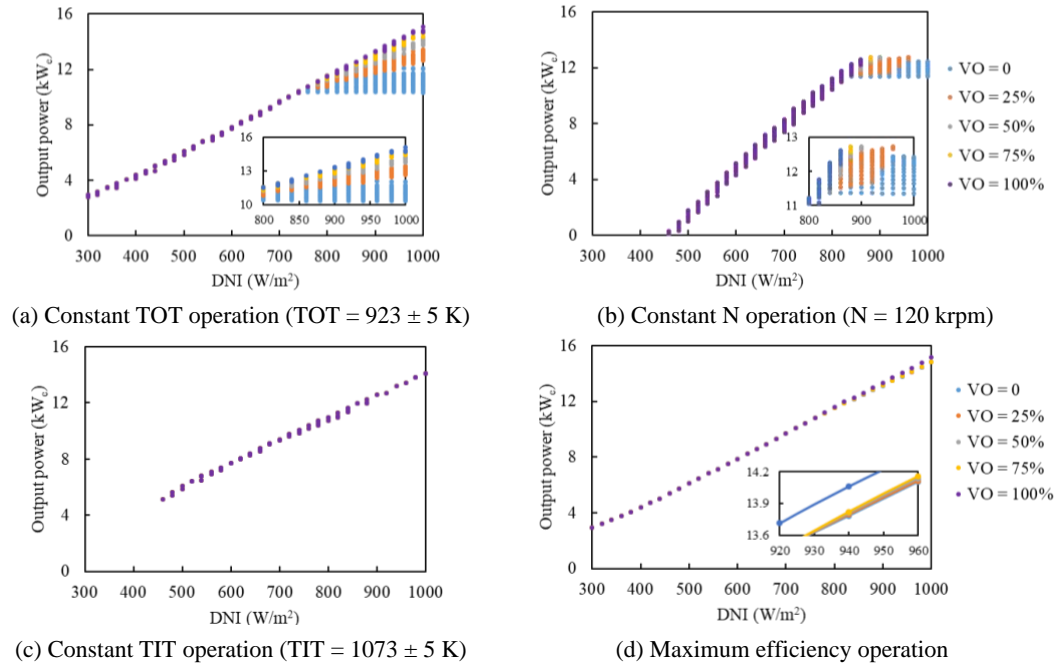 16
12
8
4
0
Output power (kWe)
300 400 500 600 700 800 900 1000
DNI (W/m²)
16
13
10
800 850 900 950 1000
(a) Constant TOT operation (TOT = 923 ± 5 K)
16
12
8
4
0
Output power (kWe)
300 400 500 600 700 800 900 1000
DNI (W/m²)
13
12
11
800 900 1000
VO = 0
VO = 25%
VO = 50%
VO = 75%
VO = 100%
(b) Constant N operation (N = 120 krpm)
16
12
8
4
0
Output power (kWe)
300 400 500 600 700 800 900 1000
DNI (W/m²)
(c) Constant TIT operation (TIT = 1073 ± 5 K)
16
12
8
4
0
Output power (kWe)
300 400 500 600 700 800 900 1000
DNI (W/m²)
14.2
13.9
13.6
920 930 940 950 960
VO = 0
VO = 25%
VO = 50%
VO = 75%
VO = 100%
(d) Maximum efficiency operation